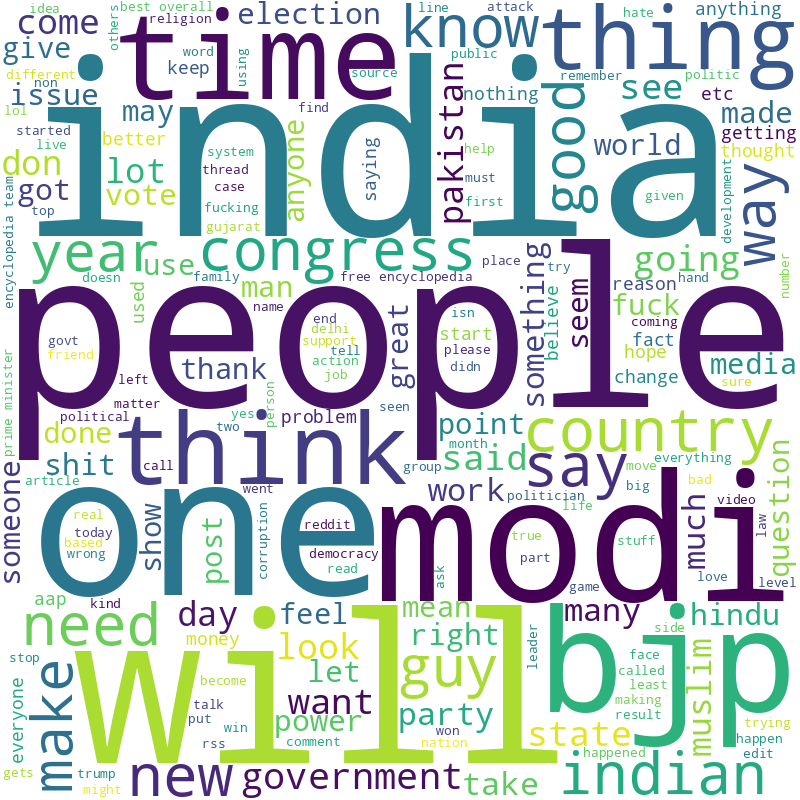 idea
best overall
religion
others
come
time
election
line
attack
hate
anything
know
thing
give
word
keep
using
source
public
remember
politic
different
non
issue
may
find
nothing
see
etc
made
lol
started
live
india
better
don
lot
got
vote
top
system
thread
case
fucking
gujarat
anyone
saying
pakistan
help
must
first
good
world
getting
thought
given
development
way
encyclopedia team
year
use
congress
doesn
family
free encyclopedia
place
something
try
going
reason
hand
number
used
man
name
people
great
isn
believe
seem
fuck
coming
govt
friend
end
delhi
support
tell
action
job
start
please
didn
fact
hope
media
change
sure
prime minister
left
matter
political
thank
yes
two
person
problem
seen
point
country
done
think
month
shit
call
went
group
said
say
move
everything
bad
big
article
someone
one
modi
work
politician
life
much
video
law
question
real
today
based
wrong
show
post
corruption
reddit
democracy
read
true
part
stuff
ask
game
love
level
aap
kind
need
day
feel
mean
many
hindu
side
stop
everyone
make
will
money
look
right
guy
leader
bjp
face
called
least
making
result
muslim
trying
happen
edit
become
let
want
talk
put
win
rss
power
comment
party
won
nation
state
happened
gets
trump
might
new
government
take
indian